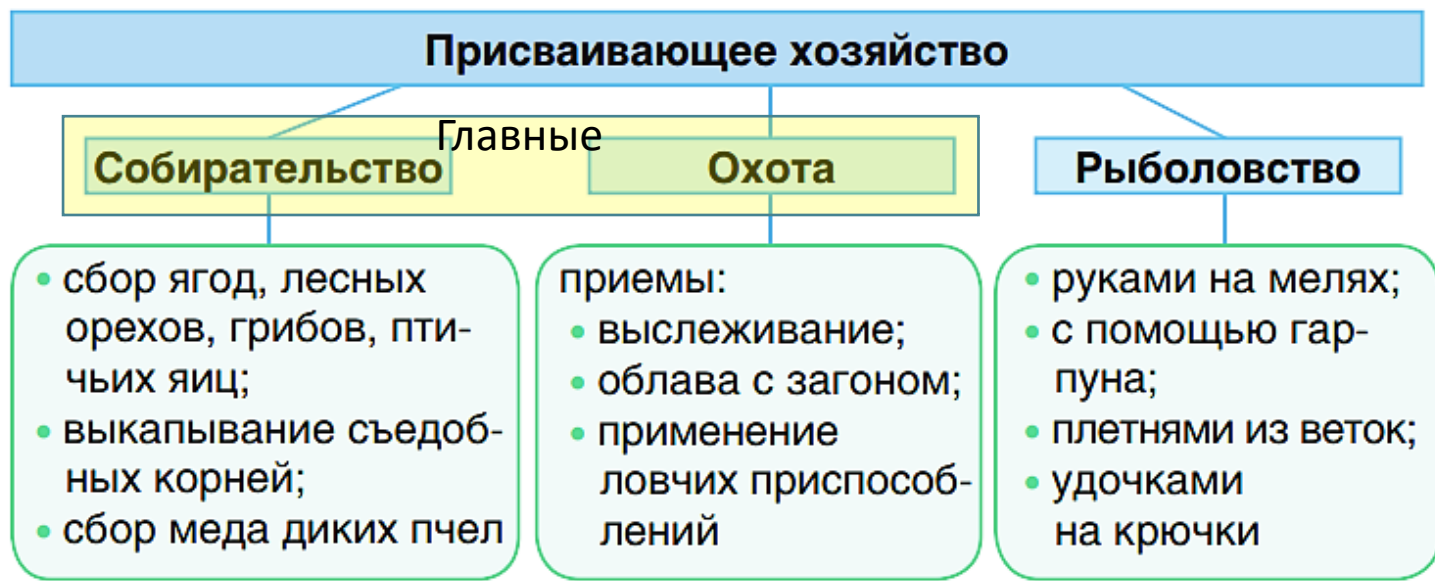 Присваивающее хозяйство
Главные
Собирательство
Охота
Рыболовство
• сбор ягод, лесных
орехов, грибов, пти-
чьих яиц;
• выкапывание съедоб-
ных корней;
• сбор меда диких пчел
приемы:
• выслеживание;
• облава с загоном;
• применение
ловчих приспособ-
лений
• руками на мелях;
• с помощью гар-
пуна;
• плетнями из веток;
• удочками
на крючки